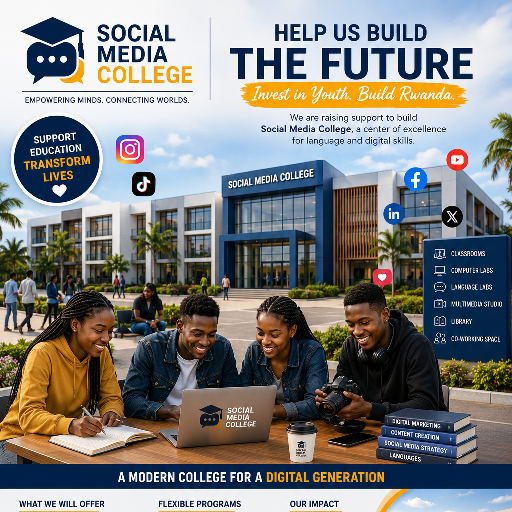 SOCIAL
MEDIA
COLLEGE
EMPOWERING MINDS. CONNECTING WORLDS.
HELP US BUILD
THE FUTURE
Invest in Youth. Build Rwanda.
We are raising support to build
Social Media College, a center of excellence
for language and digital skills.
SUPPORT
EDUCATION
TRANSFORM
LIVES
SOCIAL MEDIA COLLEGE
CLASSROOMS
COMPUTER LABS
LANGUAGE LABS
MULTIMEDIA STUDIO
LIBRARY
CO-WORKING SPACE
SOCIAL
MEDIA
COLLEGE
DIGITAL MARKETING
CONTENT CREATION
SOCIAL MEDIA STRATEGY
LANGUAGES
A MODERN COLLEGE FOR A DIGITAL GENERATION
WHAT WE WILL OFFER
FLEXIBLE PROGRAMS
OUR IMPACT